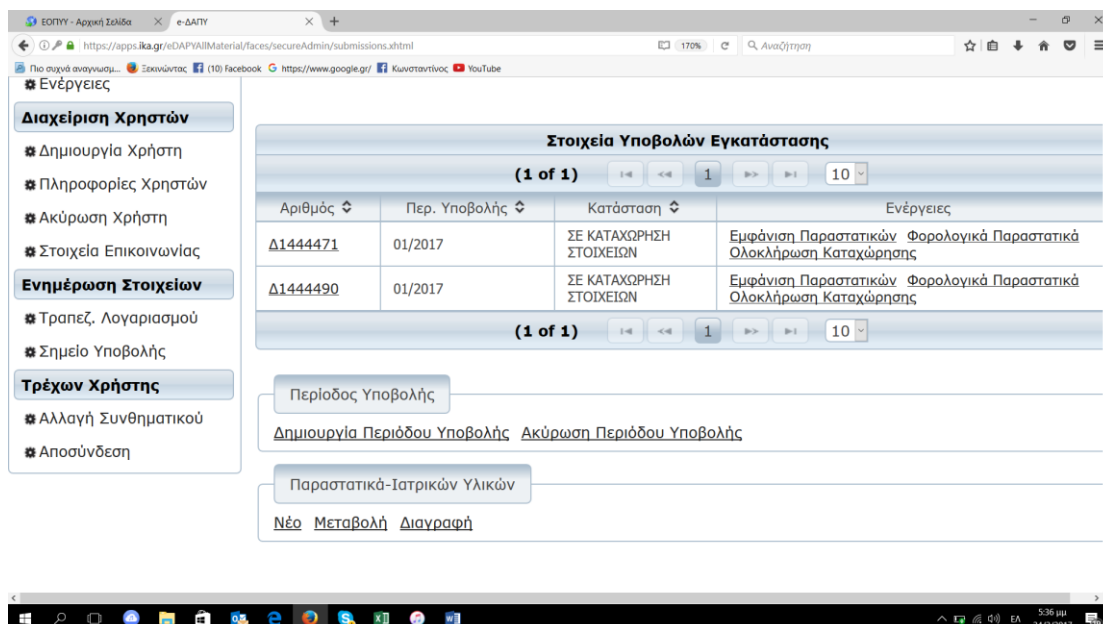 ΕΟΠΥΥ - Αρχική Σελίδα
e-ΔΑΠΥ
https://apps.ika.gr/eDAPYAllMaterial/faces/secureAdmin/submissions.xhtml
170%
Αναζήτηση
Πιο συχνά αναγνωσμ... Ξεκινώντας (10) Facebook https://www.google.gr/ Κωνσταντίνος YouTube
Ενέργειες
Διαχείριση Χρηστών
Δημιουργία Χρήστη
Πληροφορίες Χρηστών
Ακύρωση Χρήστη
Στοιχεία Επικοινωνίας
Ενημέρωση Στοιχείων
Τραπεζ. Λογαριασμού
Σημείο Υποβολής
Τρέχων Χρήστης
Αλλαγή Συνθηματικού
Αποσύνδεση
Στοιχεία Υποβολών Εγκατάστασης
(1 of 1) 1 10
Αριθμός Περ. Υποβολής Κατάσταση Ενέργειες
Δ1444471 01/2017 ΣΕ ΚΑΤΑΧΩΡΗΣΗ ΣΤΟΙΧΕΙΩΝ Εμφάνιση Παραστατικών Φορολογικά Παραστατικά
Ολοκλήρωση Καταχώρησης
Δ1444490 01/2017 ΣΕ ΚΑΤΑΧΩΡΗΣΗ ΣΤΟΙΧΕΙΩΝ Εμφάνιση Παραστατικών Φορολογικά Παραστατικά
Ολοκλήρωση Καταχώρησης
(1 of 1) 1 10
Περίοδος Υποβολής
Δημιουργία Περιόδου Υποβολής Ακύρωση Περιόδου Υποβολής
Παραστατικά-Ιατρικών Υλικών
Νέο Μεταβολή Διαγραφή
ΕΛ
5:36 μμ